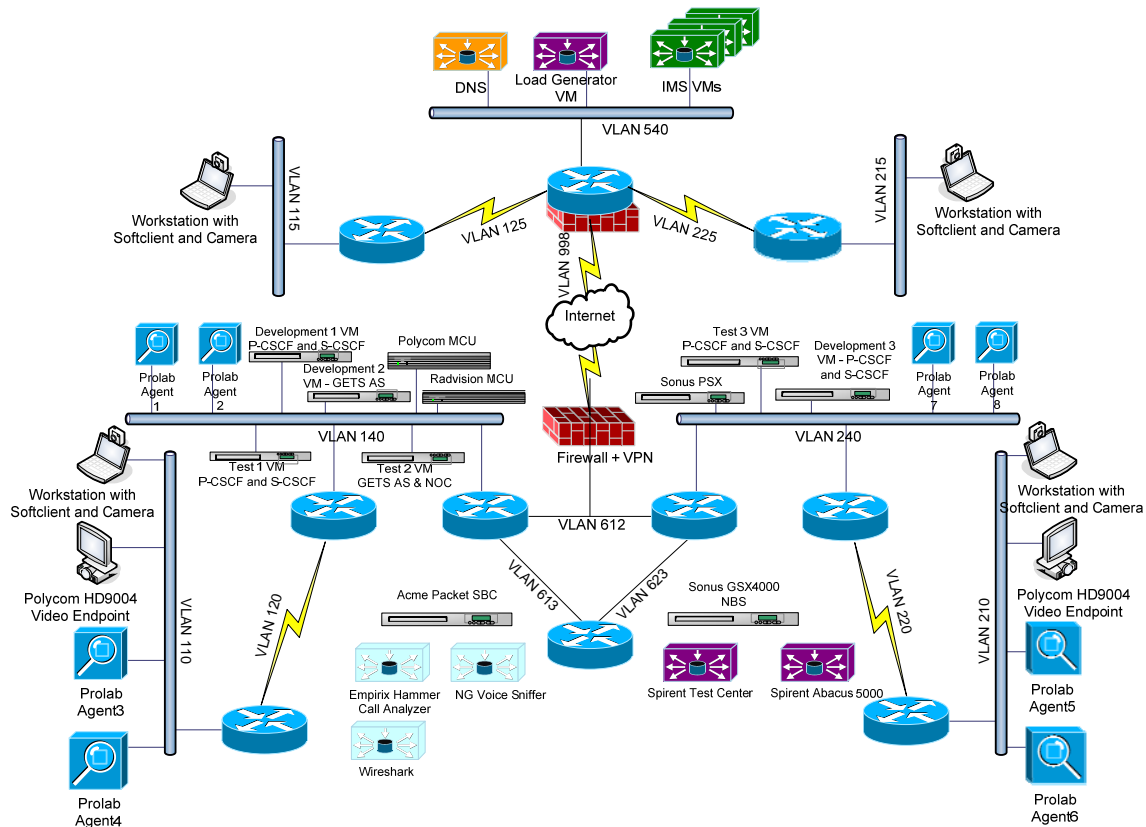 DNS
Load Generator
VM
IMS VMs
VLAN 540
VLAN 115
VLAN 215
Workstation with
Softclient and Camera
VLAN 125
VLAN 998
VLAN 225
Workstation with
Softclient and Camera
Internet
Prolab
Agent
1
Prolab
Agent
2
Development 1 VM
P-CSCF and S-CSCF
Development 2
VM - GETS AS
Polycom MCU
Radvision MCU
Test 3 VM
P-CSCF and S-CSCF
Sonus PSX
Development 3
VM - P-CSCF
and S-CSCF
Prolab
Agent
7
Prolab
Agent
8
VLAN 140
VLAN 240
Firewall + VPN
Test 1 VM
P-CSCF and S-CSCF
Test 2 VM
GETS AS & NOC
Workstation with
Softclient and Camera
Workstation with
Softclient and Camera
VLAN 612
VLAN 613
VLAN 623
Polycom HD9004
Video Endpoint
Polycom HD9004
Video Endpoint
VLAN 110
VLAN 120
Acme Packet SBC
Sonus GSX4000
NBS
VLAN 220
VLAN 210
Empirix Hammer
Call Analyzer
NG Voice Sniffer
Spirent Test Center
Spirent Abacus 5000
Prolab
Agent3
Prolab
Agent5
Wireshark
Prolab
Agent4
Prolab
Agent6